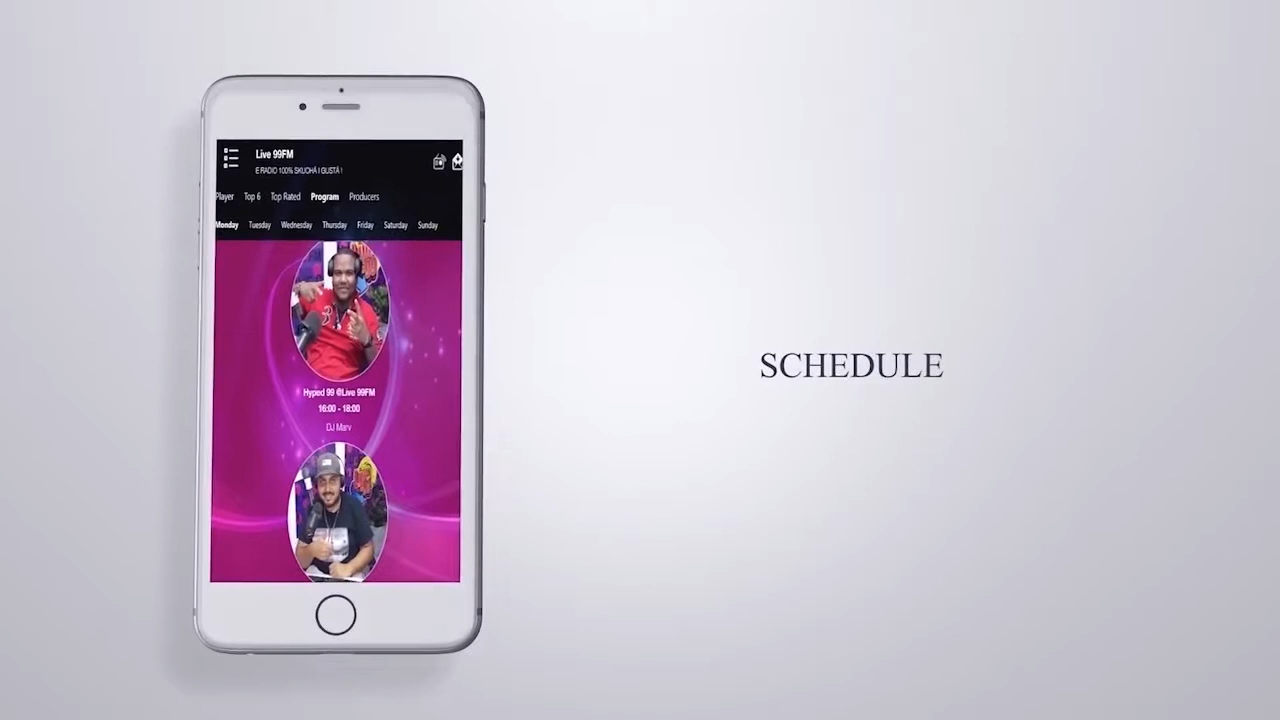 Live 99FM
E RADIO 100% SKUCHÁ I GUSTÁ !
Player Top 6 Top Rated Program Producers
Monday Tuesday Wednesday Thursday Friday Saturday Sunday
Hyped 99 @Live 99FM
16:00 - 18:00
DJ Marv
SCHEDULE